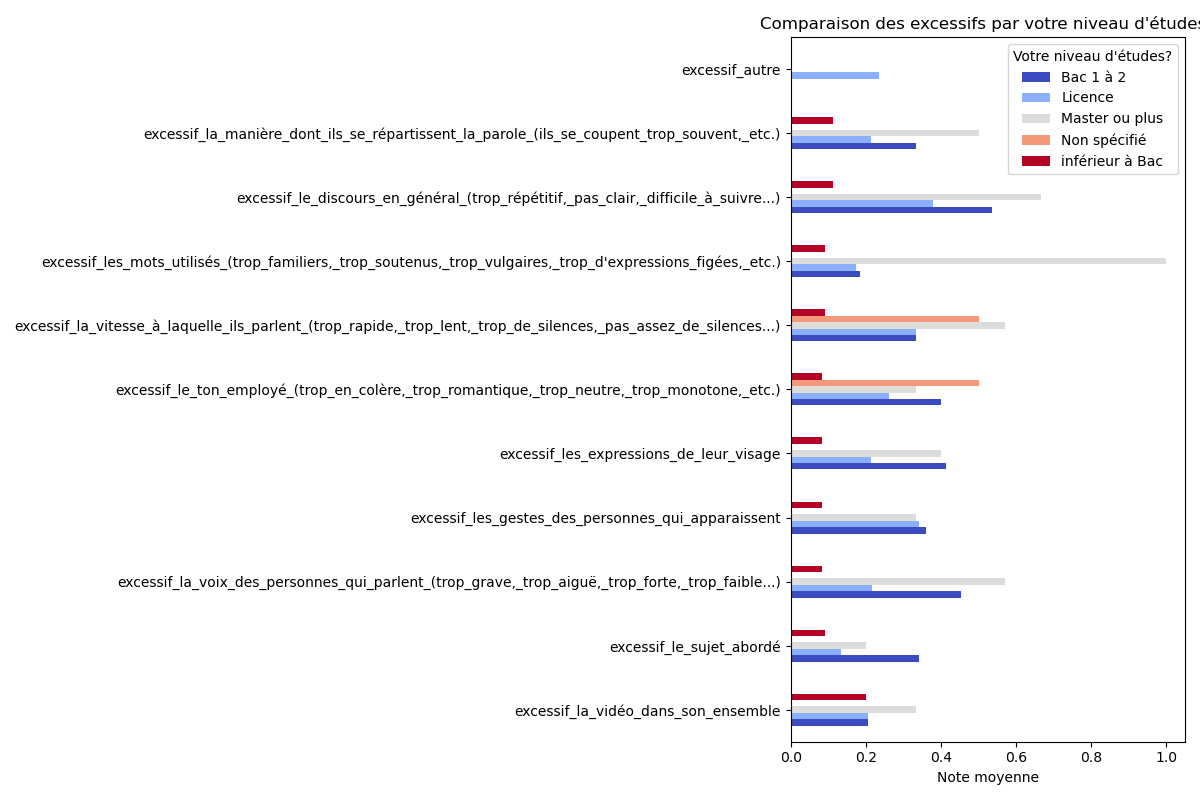 Comparaison des excessifs par votre niveau d'études
Votre niveau d'études?
Bac 1 à 2
Licence
Master ou plus
Non spécifié
inférieur à Bac
excessif_autre
excessif_la_manière_dont_ils_se_répartissent_la_parole_(ils_se_coupent_trop_souvent,_etc.)
excessif_le_discours_en_général_(trop_répétitif,_pas_clair,_difficile_à_suivre...)
excessif_les_mots_utilisés_(trop_familiers,_trop_soutenus,_trop_vulgaires,_trop_d'expressions_figées,_etc.)
excessif_la_vitesse_à_laquelle_ils_parlent_(trop_rapide,_trop_lent,_trop_de_silences,_pas_assez_de_silences...)
excessif_le_ton_employé_(trop_en_colère,_trop_romantique,_trop_neutre,_trop_monotone,_etc.)
excessif_les_expressions_de_leur_visage
excessif_les_gestes_des_personnes_qui_apparaissent
excessif_la_voix_des_personnes_qui_parlent_(trop_grave,_trop_aiguë,_trop_forte,_trop_faible...)
excessif_le_sujet_abordé
excessif_la_vidéo_dans_son_ensemble
0.0 0.2 0.4 0.6 0.8 1.0
Note moyenne